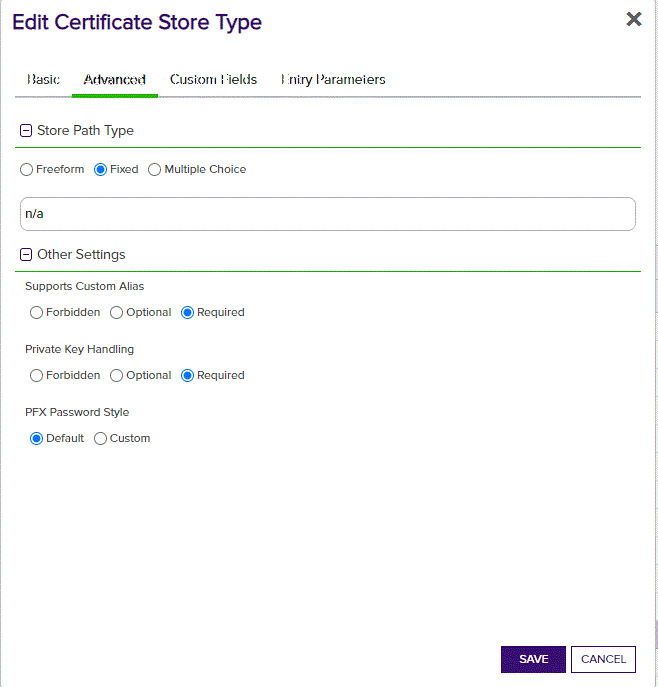 Edit Certificate Store Type
Basic Advanced Custom Fields Entry Parameters
Store Path Type
Freeform Fixed Multiple Choice
n/a
Other Settings
Supports Custom Alias
Forbidden Optional Required
Private Key Handling
Forbidden Optional Required
PFX Password Style
Default Custom
SAVE CANCEL